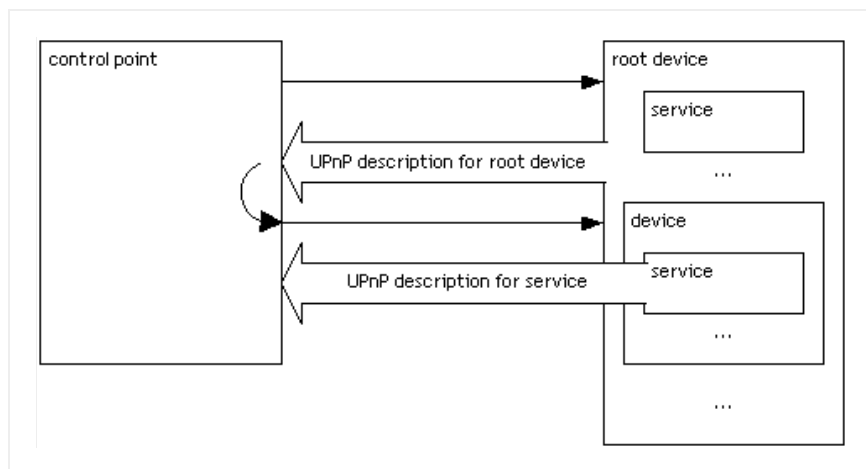 control point
root device
service
UPnP description for root device
...
device
service
UPnP description for service
...
...